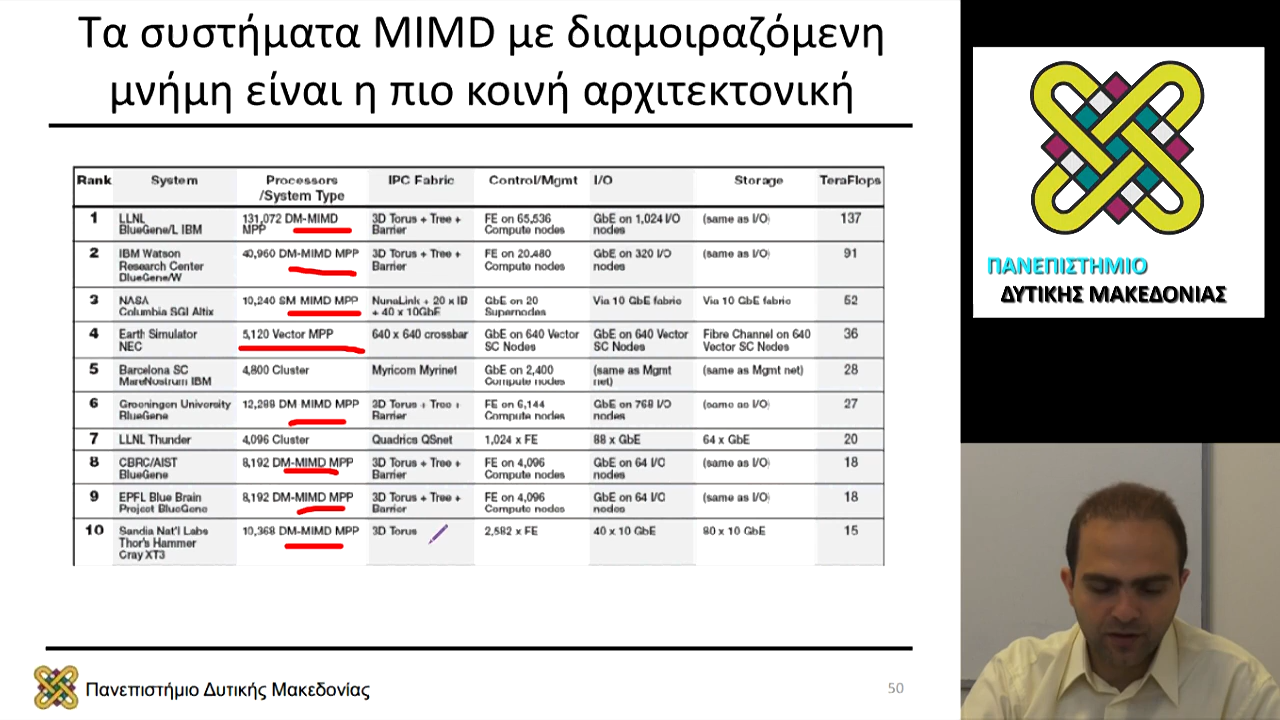 Τα συστήματα MIMD με διαμοιραζόμενη
μνήμη είναι η πιο κοινή αρχιτεκτονική
Rank System Processors /System Type IPC Fabric Control/Mgmt I/O Storage TeraFlops
1 LLNL BlueGene/L IBM 131,072 DM-MIMD MPP 3D Torus + Tree + Barrier FE on 65,536 Compute nodes GbE on 1,024 I/O nodes (same as I/O) 137
2 IBM Watson Research Center BlueGene/W 40,960 DM-MIMD MPP 3D Torus + Tree + Barrier FE on 20,480 Compute nodes GbE on 320 I/O nodes (same as I/O) 91
3 NASA Columbia SGI Altix 10,240 SM MIMD MPP NumaLink + 20 x IB + 40 x 10GbE GbE on 20 Supernodes Via 10 GbE fabric Via 10 GbE fabric 52
4 Earth Simulator NEC 5,120 Vector MPP 640 x 640 crossbar GbE on 640 Vector SC Nodes GbE on 640 Vector SC Nodes Fibre Channel on 640 Vector SC Nodes 36
5 Barcelona SC MareNostrum IBM 4,800 Cluster Myricom Myrinet GbE on 2,400 Compute nodes (same as Mgmt net) (same as Mgmt net) 28
6 Groningen University BlueGene 12,288 DM MIMD MPP 3D Torus + Tree + Barrier FE on 6,144 Compute nodes GbE on 768 I/O nodes (same as I/O) 27
7 LLNL Thunder 4,096 Cluster Quadrics QSnet 1,024 x FE 88 x GbE 64 x GbE 20
8 CBRC/AIST BlueGene 8,192 DM-MIMD MPP 3D Torus + Tree + Barrier FE on 4,096 Compute nodes GbE on 64 I/O nodes (same as I/O) 18
9 EPFL Blue Brain Project BlueGene 8,192 DM-MIMD MPP 3D Torus + Tree + Barrier FE on 4,096 Compute nodes GbE on 64 I/O nodes (same as I/O) 18
10 Sandia Nat'l Labs Thor's Hammer Cray XT3 10,368 DM-MIMD MPP 3D Torus 2,582 x FE 40 x 10 GbE 80 x 10 GbE 15
Πανεπιστήμιο Δυτικής Μακεδονίας
50
ΠΑΝΕΠΙΣΤΗΜΙΟ
ΔΥΤΙΚΗΣ ΜΑΚΕΔΟΝΙΑΣ